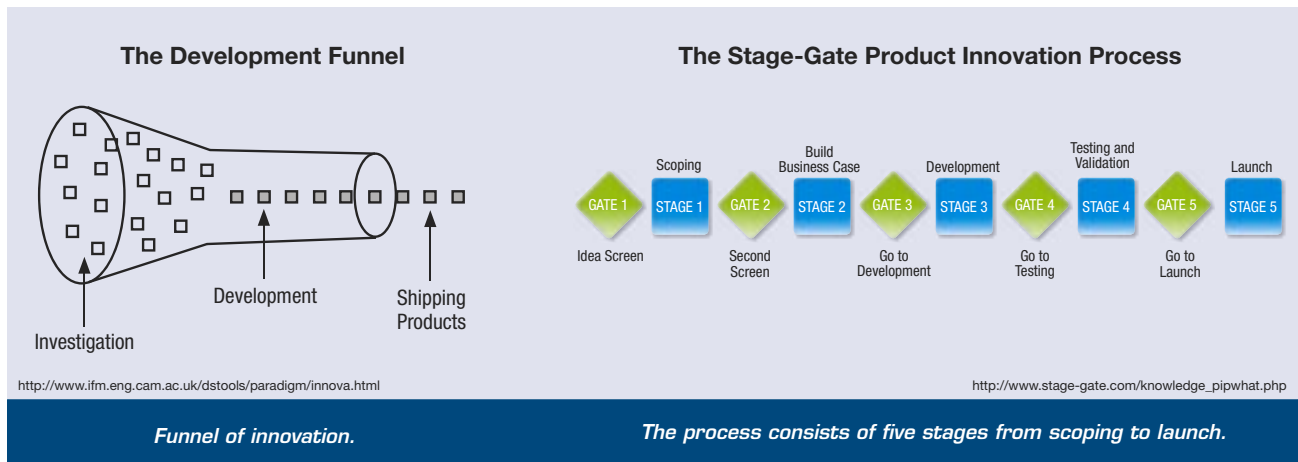 The Development Funnel
Investigation
Development
Shipping
Products
http://www.ifm.eng.cam.ac.uk/dstools/paradigm/innova.html
Funnel of innovation.
The Stage-Gate Product Innovation Process
GATE 1
Idea Screen
Scoping
STAGE 1
GATE 2
Second
Screen
Build
Business Case
STAGE 2
GATE 3
Go to
Development
Development
STAGE 3
GATE 4
Go to
Testing
Testing and
Validation
STAGE 4
GATE 5
Go to
Launch
Launch
STAGE 5
http://www.stage-gate.com/knowledge_pipwhat.php
The process consists of five stages from scoping to launch.